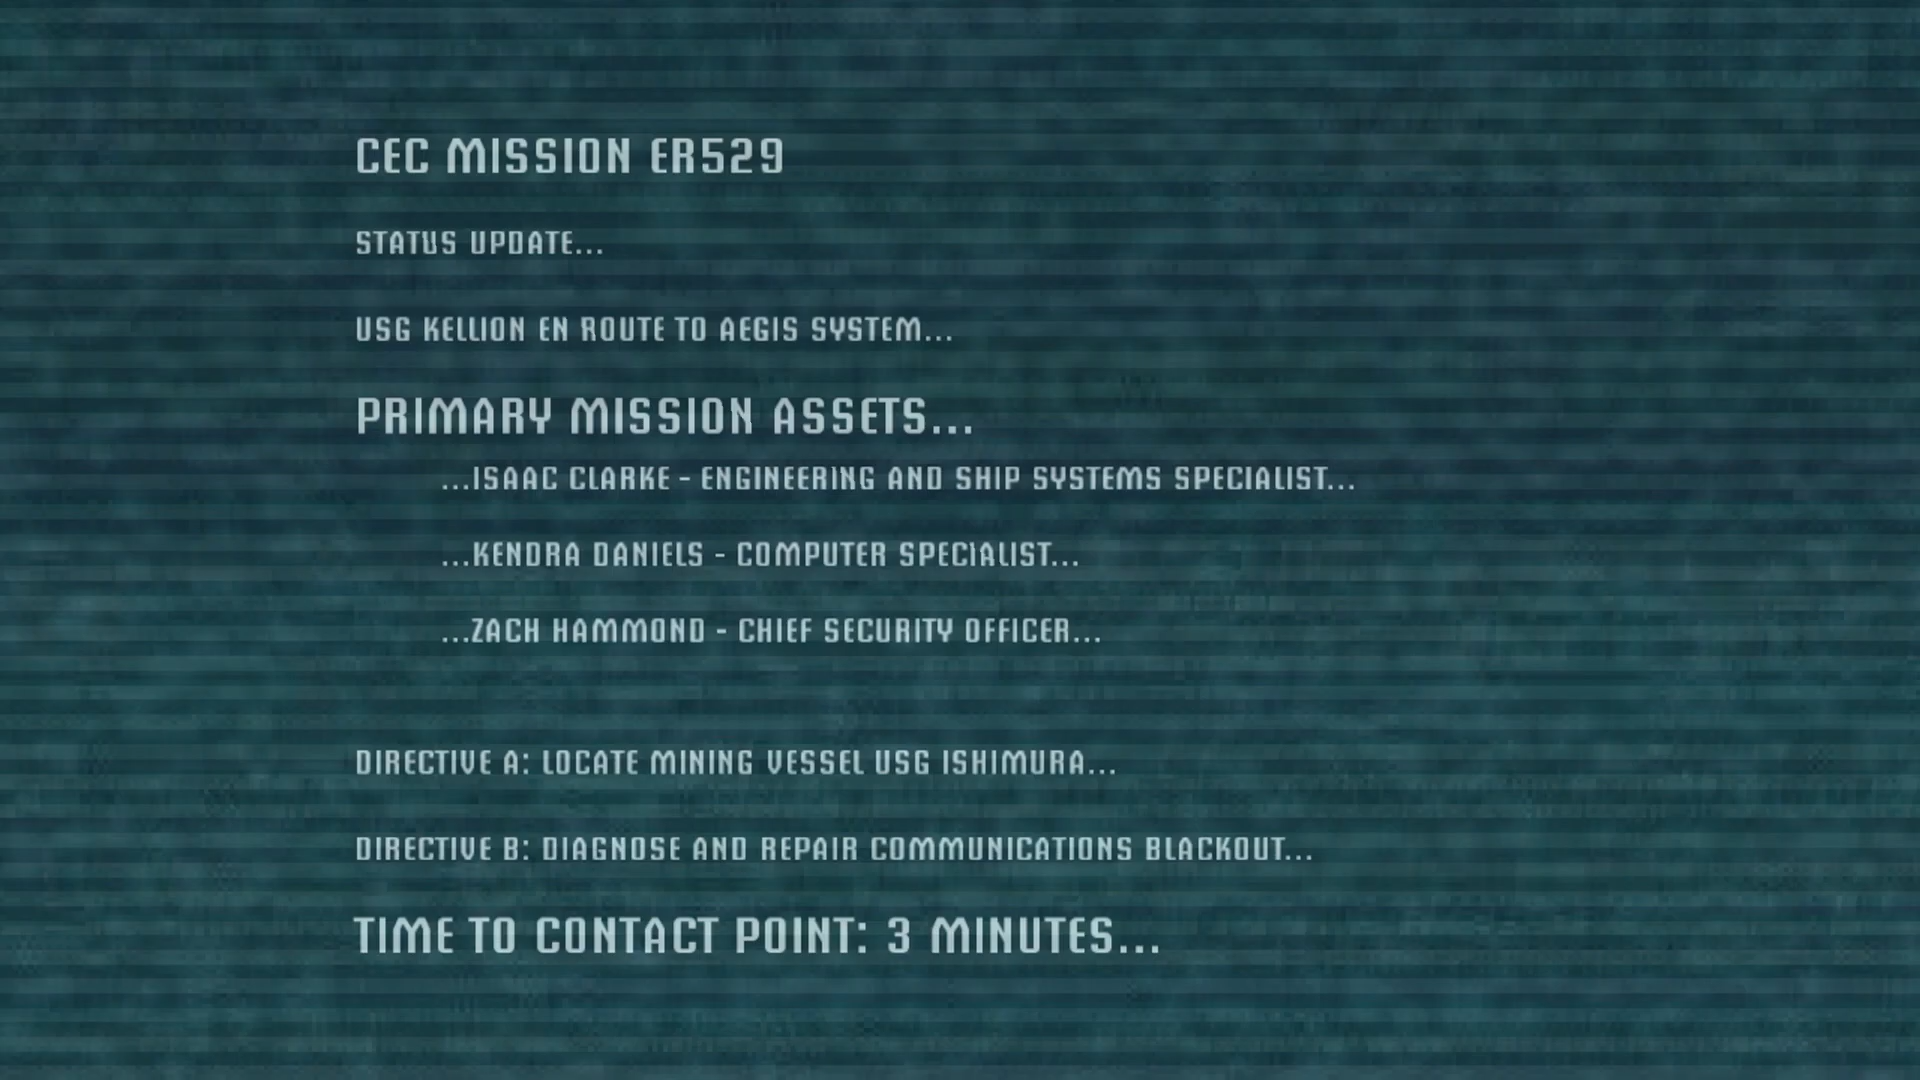 CEC MISSION ER529
STATUS UPDATE...
USG KELLION EN ROUTE TO AEGIS SYSTEM...
PRIMARY MISSION ASSETS...
...ISAAC CLARKE - ENGINEERING AND SHIP SYSTEMS SPECIALIST...
...KENDRA DANIELS - COMPUTER SPECIALIST...
...ZACH HAMMOND - CHIEF SECURITY OFFICER...
DIRECTIVE A: LOCATE MINING VESSEL USG ISHIMURA...
DIRECTIVE B: DIAGNOSE AND REPAIR COMMUNICATIONS BLACKOUT...
TIME TO CONTACT POINT: 3 MINUTES...